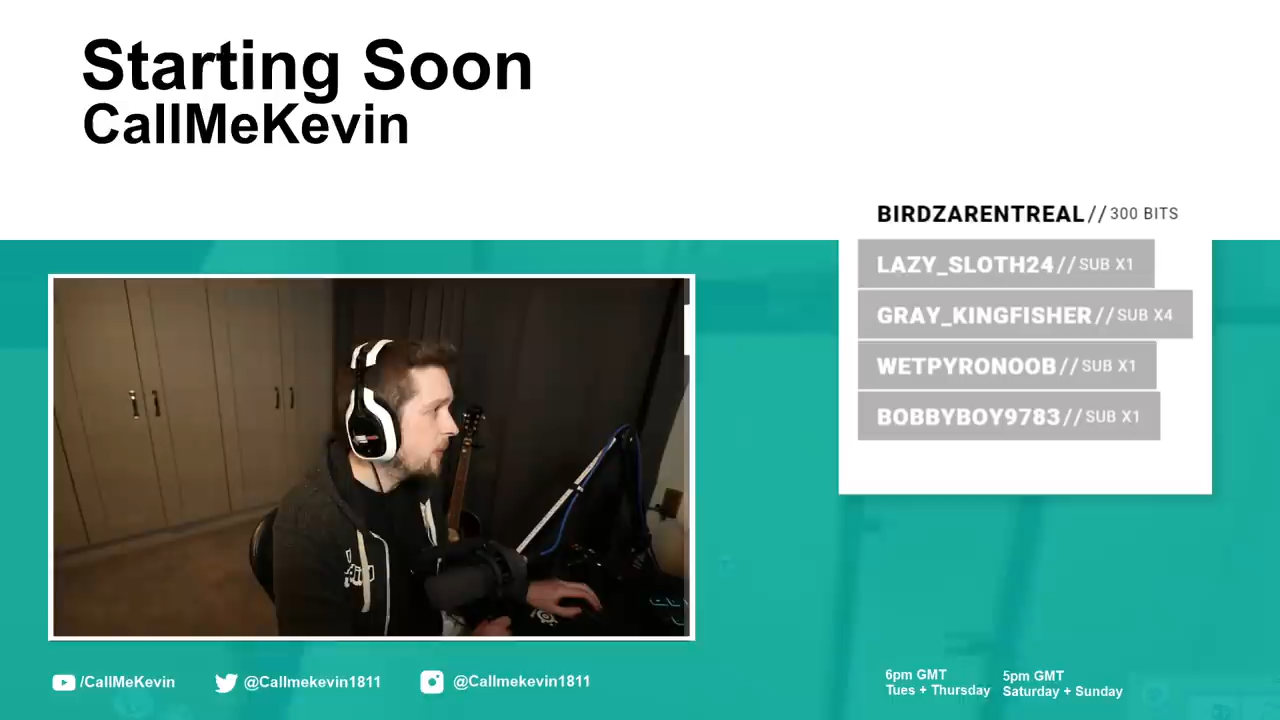 Starting Soon
CallMeKevin
BIRDZARENTREAL // 300 BITS
LAZY_SLOTH24 // SUB X1
GRAY_KINGFISHER // SUB X4
WETPYRONOOB // SUB X1
BOBBYBOY9783 // SUB X1
/CallMeKevin
@Callmekevin1811
@Callmekevin1811
6pm GMT
Tues + Thursday
5pm GMT
Saturday + Sunday